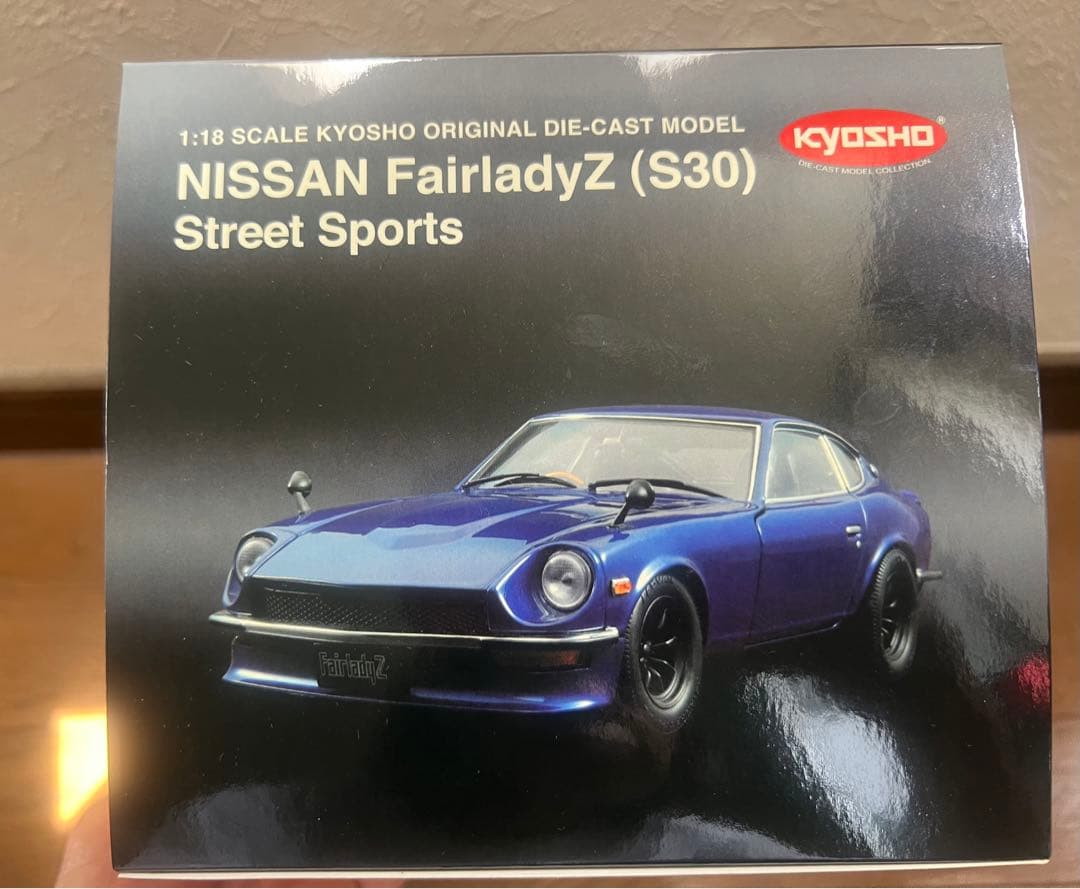 1:18 SCALE KYOSHO ORIGINAL DIE-CAST MODEL
NISSAN FairladyZ (S30)
Street Sports
KYOSHO®
DIE-CAST MODEL COLLECTION
FairladyZ